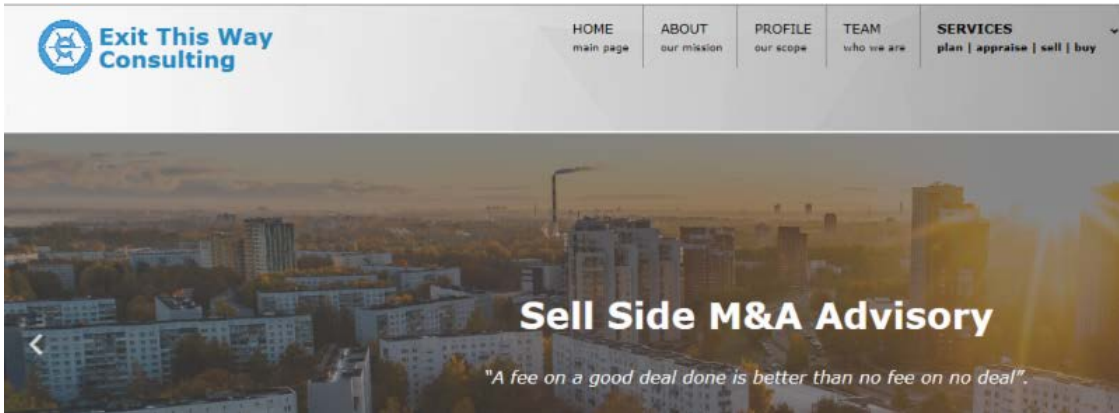 Exit This Way
Consulting
HOME
main page
ABOUT
our mission
PROFILE
our scope
TEAM
who we are
SERVICES
plan | appraise | sell | buy
Sell Side M&A Advisory
"A fee on a good deal done is better than no fee on no deal".